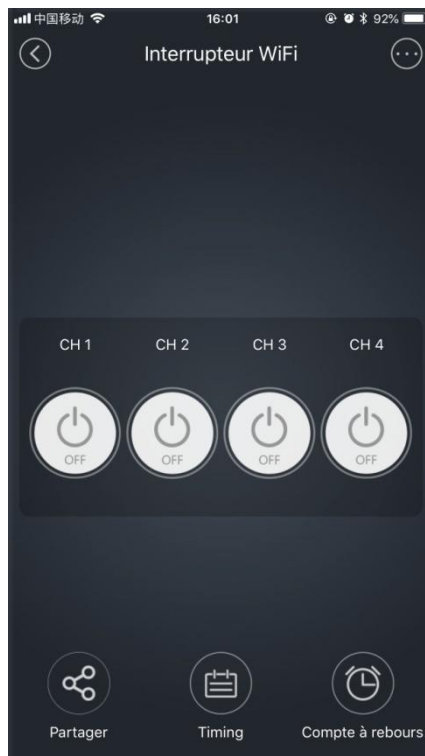 中国移动 16:01 92%
Interrupteur WiFi
CH 1 CH 2 CH 3 CH 4
OFF OFF OFF OFF
Partager Timing Compte à rebours